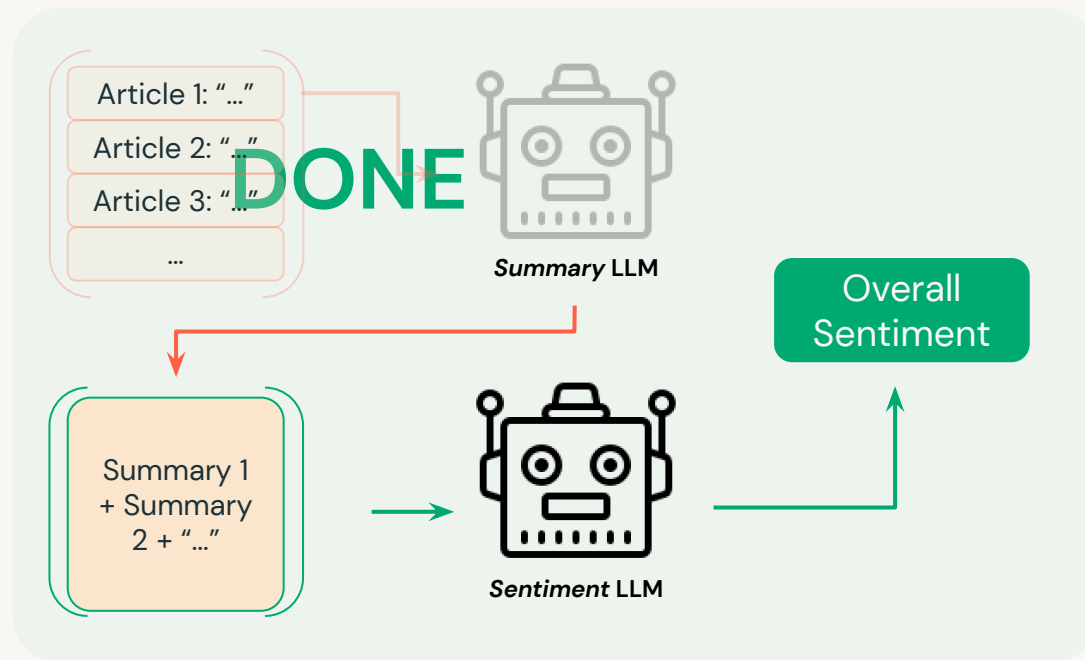 Article 1: “...”
Article 2: “...”
Article 3: “...”
...
DONE
Summary LLM
Overall
Sentiment
Summary 1
+ Summary
2 + “...”
Sentiment LLM